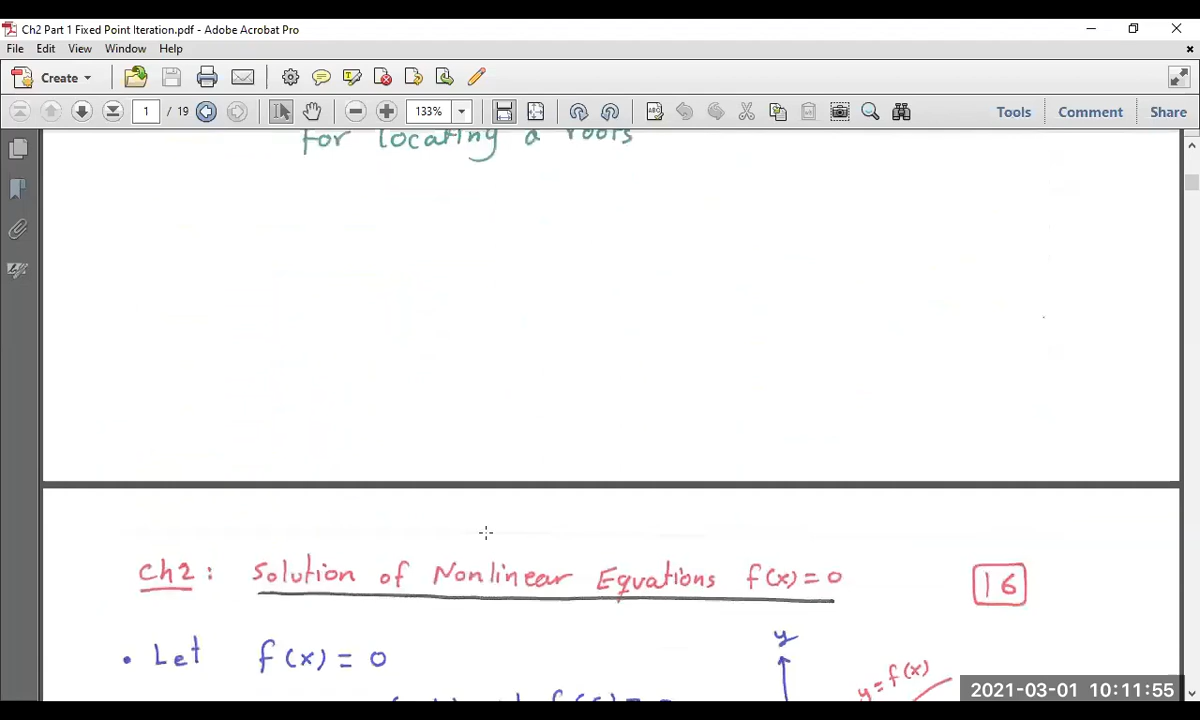 Ch2 Part 1 Fixed Point Iteration.pdf - Adobe Acrobat Pro
File Edit View Window Help
Create
1 / 19 133% Tools Comment Share
for locating a roots
Ch2: Solution of Nonlinear Equations f(x)=0 16
• Let f(x)=0
y
y=f(x)
2021-03-01 10:11:55